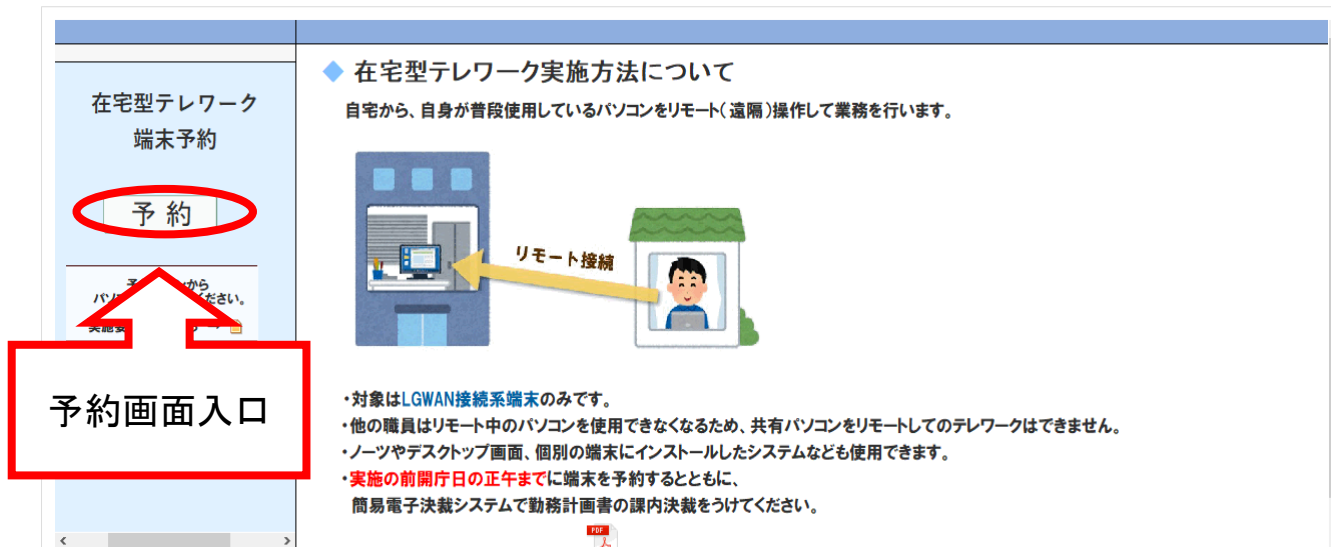 在宅型テレワーク
端末予約
予 約
ください。
予約画面入口
◆ 在宅型テレワーク実施方法について
自宅から、自身が普段使用しているパソコンをリモート(遠隔)操作して業務を行います。
リモート接続
・対象はLGWAN接続系端末のみです。
・他の職員はリモート中のパソコンを使用できなくなるため、共有パソコンをリモートしてのテレワークはできません。
・ノーツやデスクトップ画面、個別の端末にインストールしたシステムなども使用できます。
・実施の前開庁日の正午までに端末を予約するとともに、
簡易電子決裁システムで勤務計画書の課内決裁をうけてください。
PDF